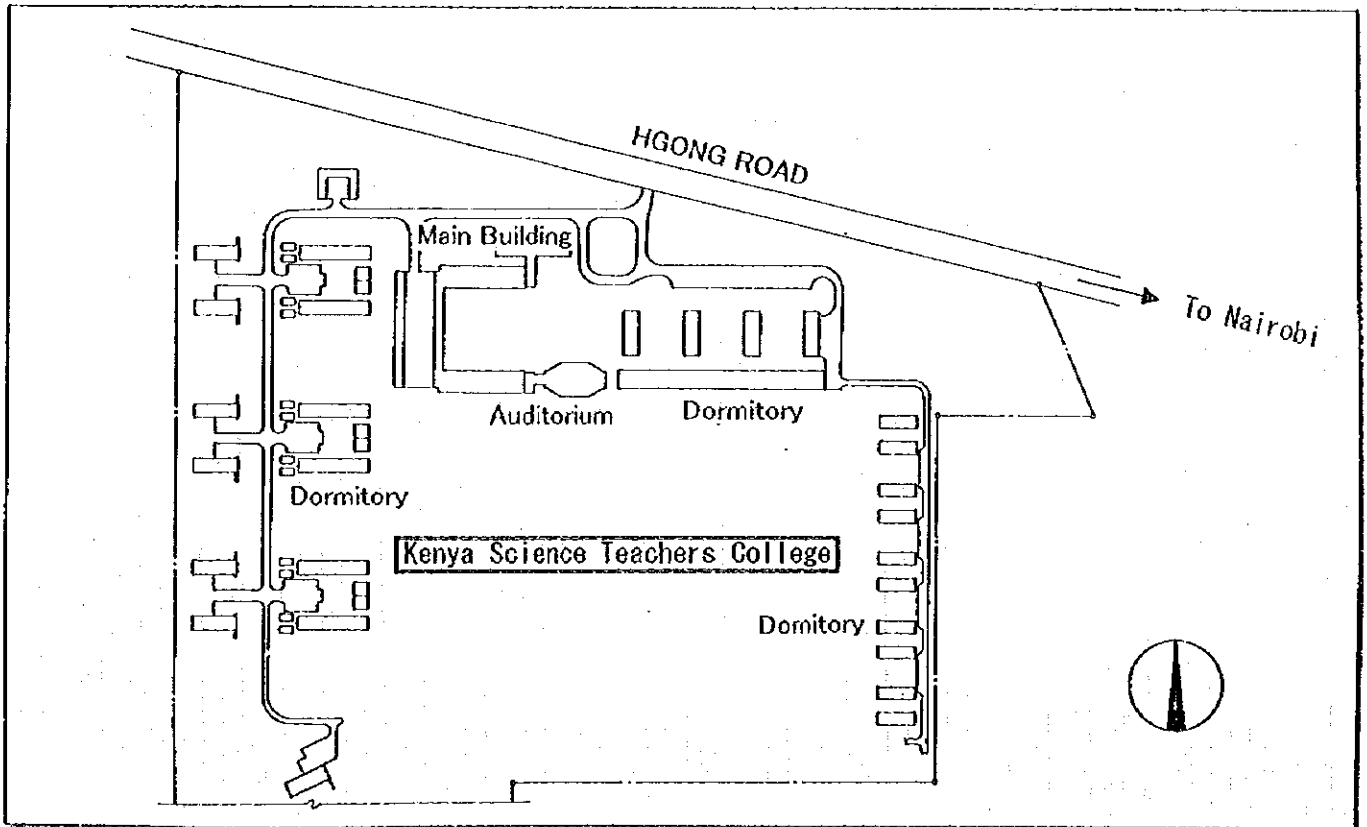 HGONG ROAD
Main Building
To Nairobi
Auditorium
Dormitory
Dormitory
Kenya Science Teachers College
Domitory